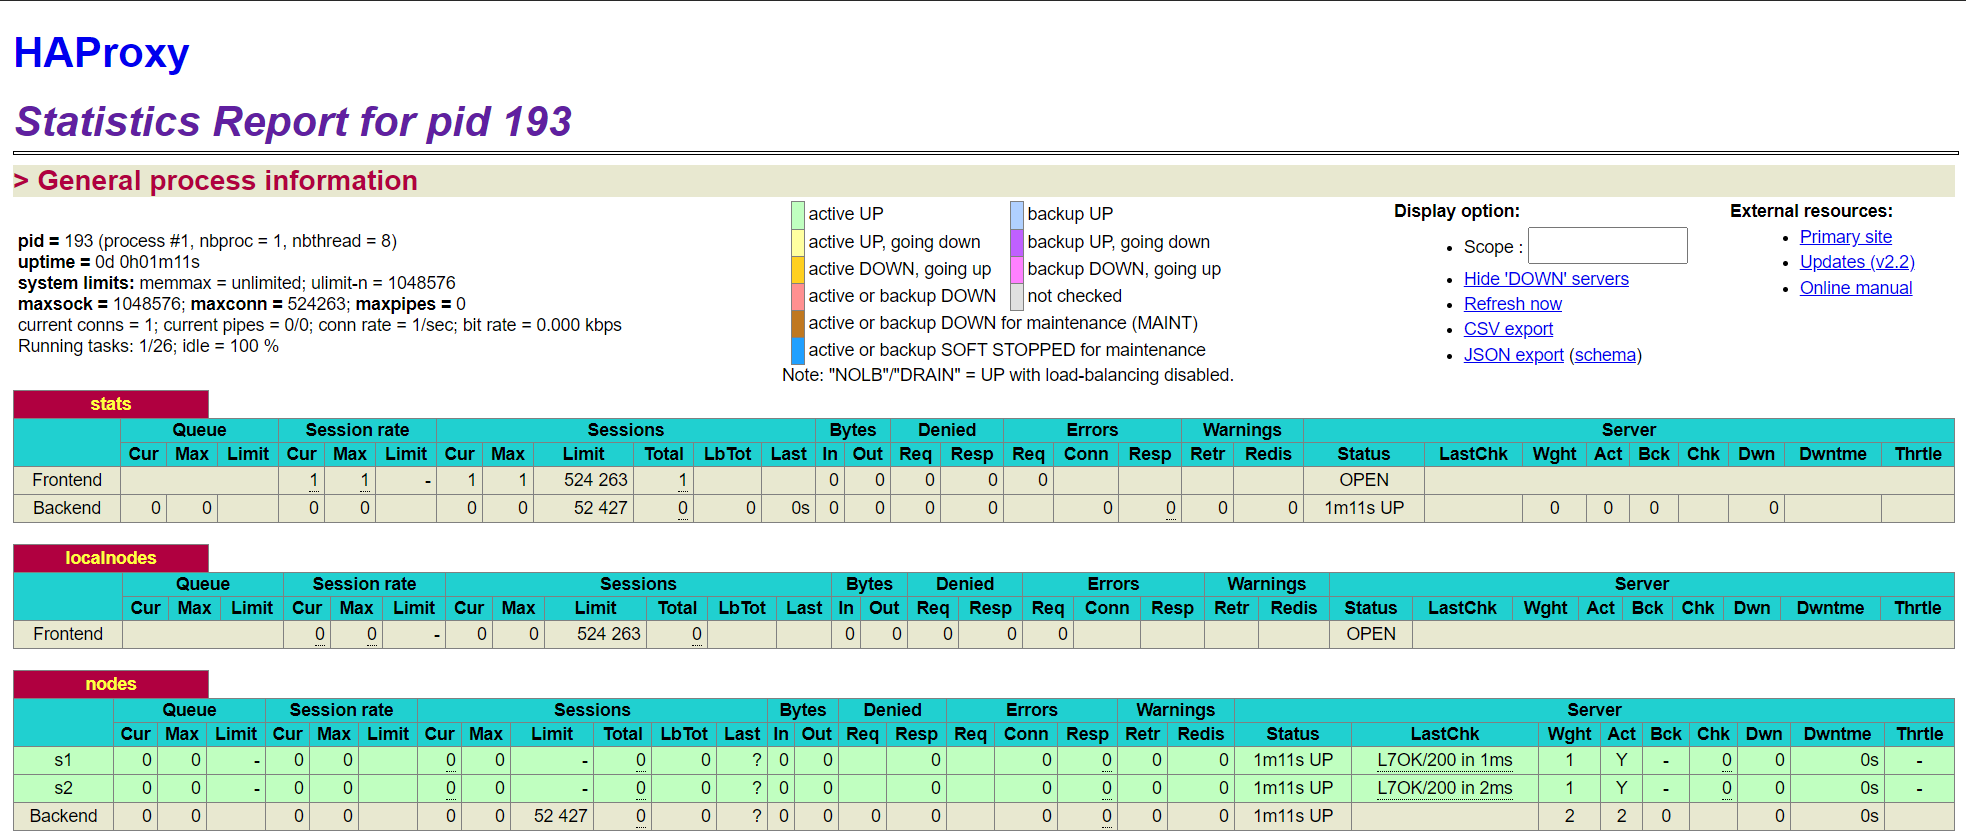 HAProxy
Statistics Report for pid 193
> General process information
pid = 193 (process #1, nbproc = 1, nbthread = 8)
uptime = 0d 0h01m11s
system limits: memmax = unlimited; ulimit-n = 1048576
maxsock = 1048576; maxconn = 524263; maxpipes = 0
current conns = 1; current pipes = 0/0; conn rate = 1/sec; bit rate = 0.000 kbps
Running tasks: 1/26; idle = 100 %
active UP backup UP
active UP, going down backup UP, going down
active DOWN, going up backup DOWN, going up
active or backup DOWN not checked
active or backup DOWN for maintenance (MAINT)
active or backup SOFT STOPPED for maintenance
Note: "NOLB"/"DRAIN" = UP with load-balancing disabled.
Display option:
• Scope :
• Hide 'DOWN' servers
• Refresh now
• CSV export
• JSON export (schema)
External resources:
• Primary site
• Updates (v2.2)
• Online manual
stats
Queue Session rate Sessions Bytes Denied Errors Warnings Server
Cur Max Limit Cur Max Limit Cur Max Limit Total LbTot Last In Out Req Resp Req Conn Resp Retr Redis Status LastChk Wght Act Bck Chk Dwn Dwntme Thrtle
Frontend 1 1 - 1 1 524 263 1 0 0 0 0 0 OPEN
Backend 0 0 0 0 0 0 52 427 0 0 0s 0 0 0 0 0 0 0 0 1m11s UP 0 0 0 0
localnodes
Queue Session rate Sessions Bytes Denied Errors Warnings Server
Cur Max Limit Cur Max Limit Cur Max Limit Total LbTot Last In Out Req Resp Req Conn Resp Retr Redis Status LastChk Wght Act Bck Chk Dwn Dwntme Thrtle
Frontend 0 0 - 0 0 524 263 0 0 0 0 0 0 OPEN
nodes
Queue Session rate Sessions Bytes Denied Errors Warnings Server
Cur Max Limit Cur Max Limit Cur Max Limit Total LbTot Last In Out Req Resp Req Conn Resp Retr Redis Status LastChk Wght Act Bck Chk Dwn Dwntme Thrtle
s1 0 0 - 0 0 0 0 - 0 0 ? 0 0 0 0 0 0 0 1m11s UP L7OK/200 in 1ms 1 Y - 0 0 0s -
s2 0 0 - 0 0 0 0 - 0 0 ? 0 0 0 0 0 0 0 1m11s UP L7OK/200 in 2ms 1 Y - 0 0 0s -
Backend 0 0 0 0 0 0 52 427 0 0 ? 0 0 0 0 0 0 0 0 1m11s UP 2 2 0 0 0s